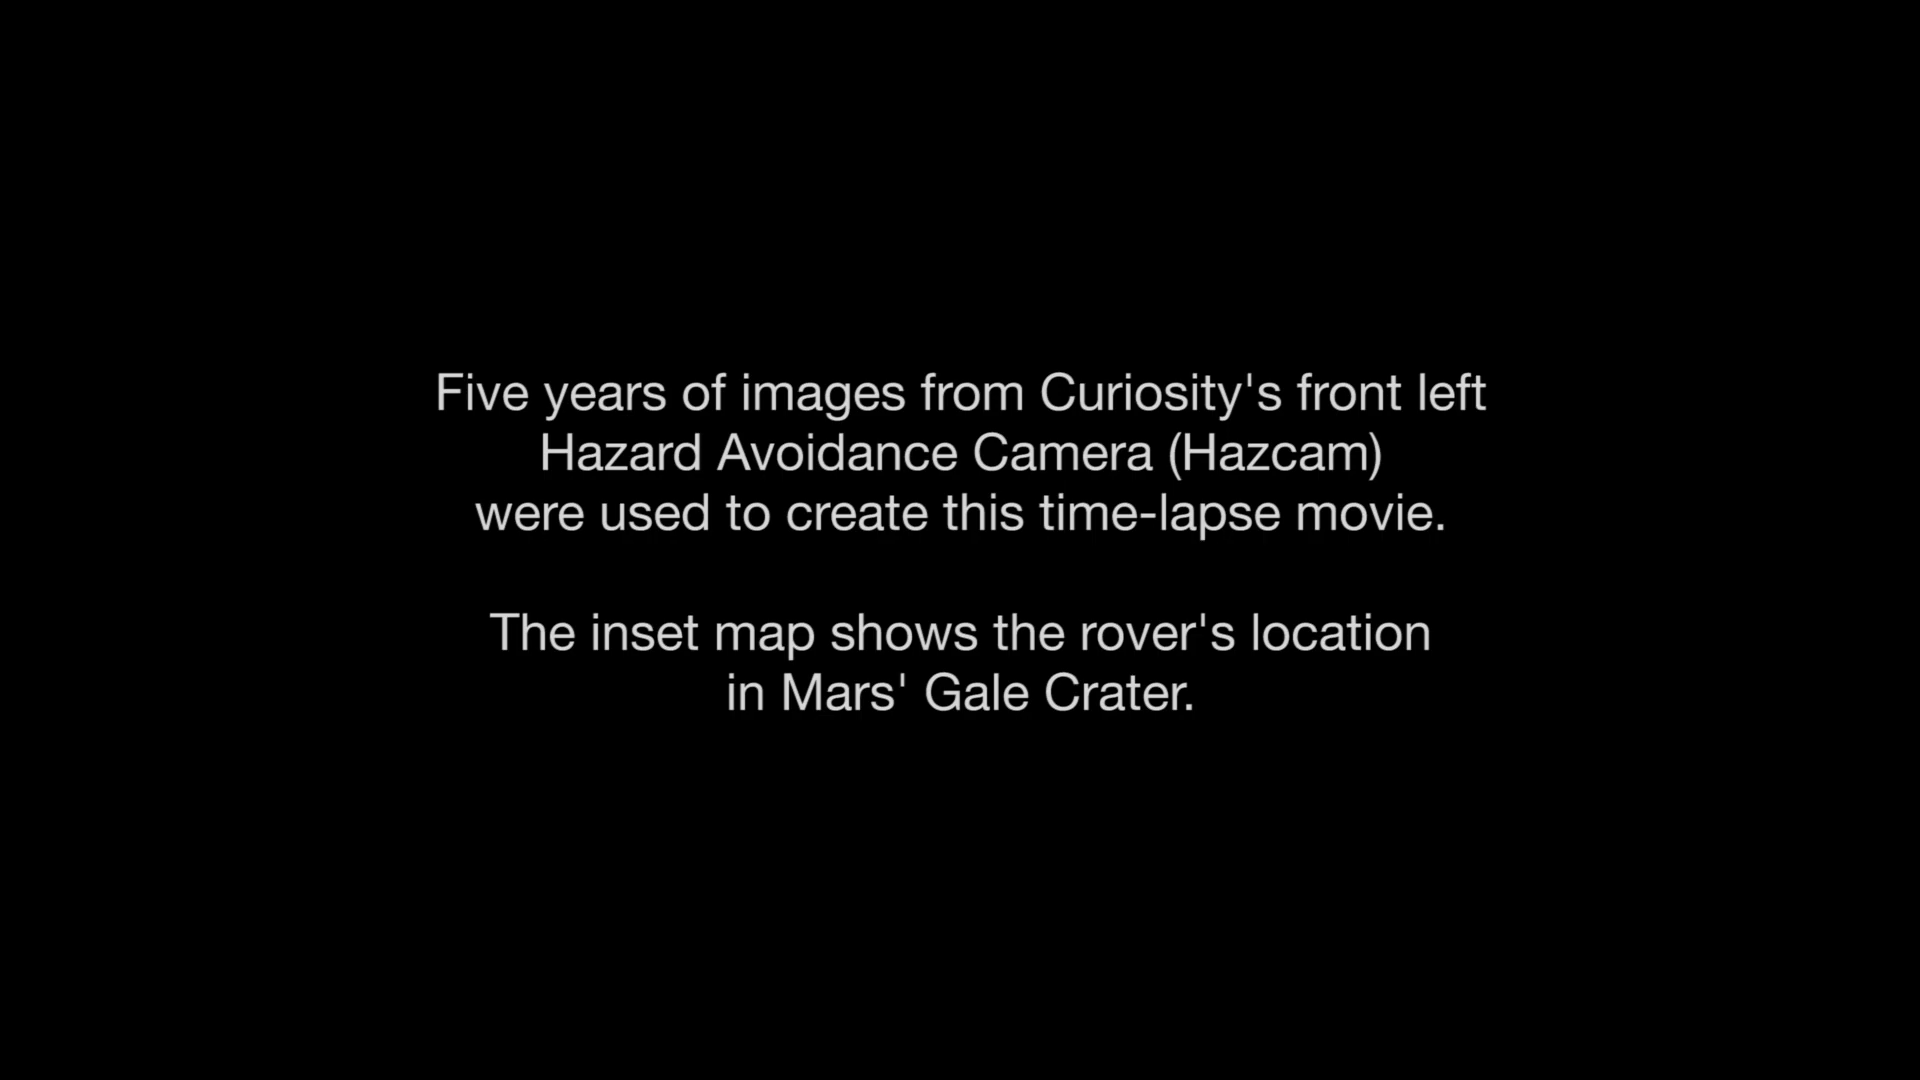 Five years of images from Curiosity's front left
Hazard Avoidance Camera (Hazcam)
were used to create this time-lapse movie.
The inset map shows the rover's location
in Mars' Gale Crater.